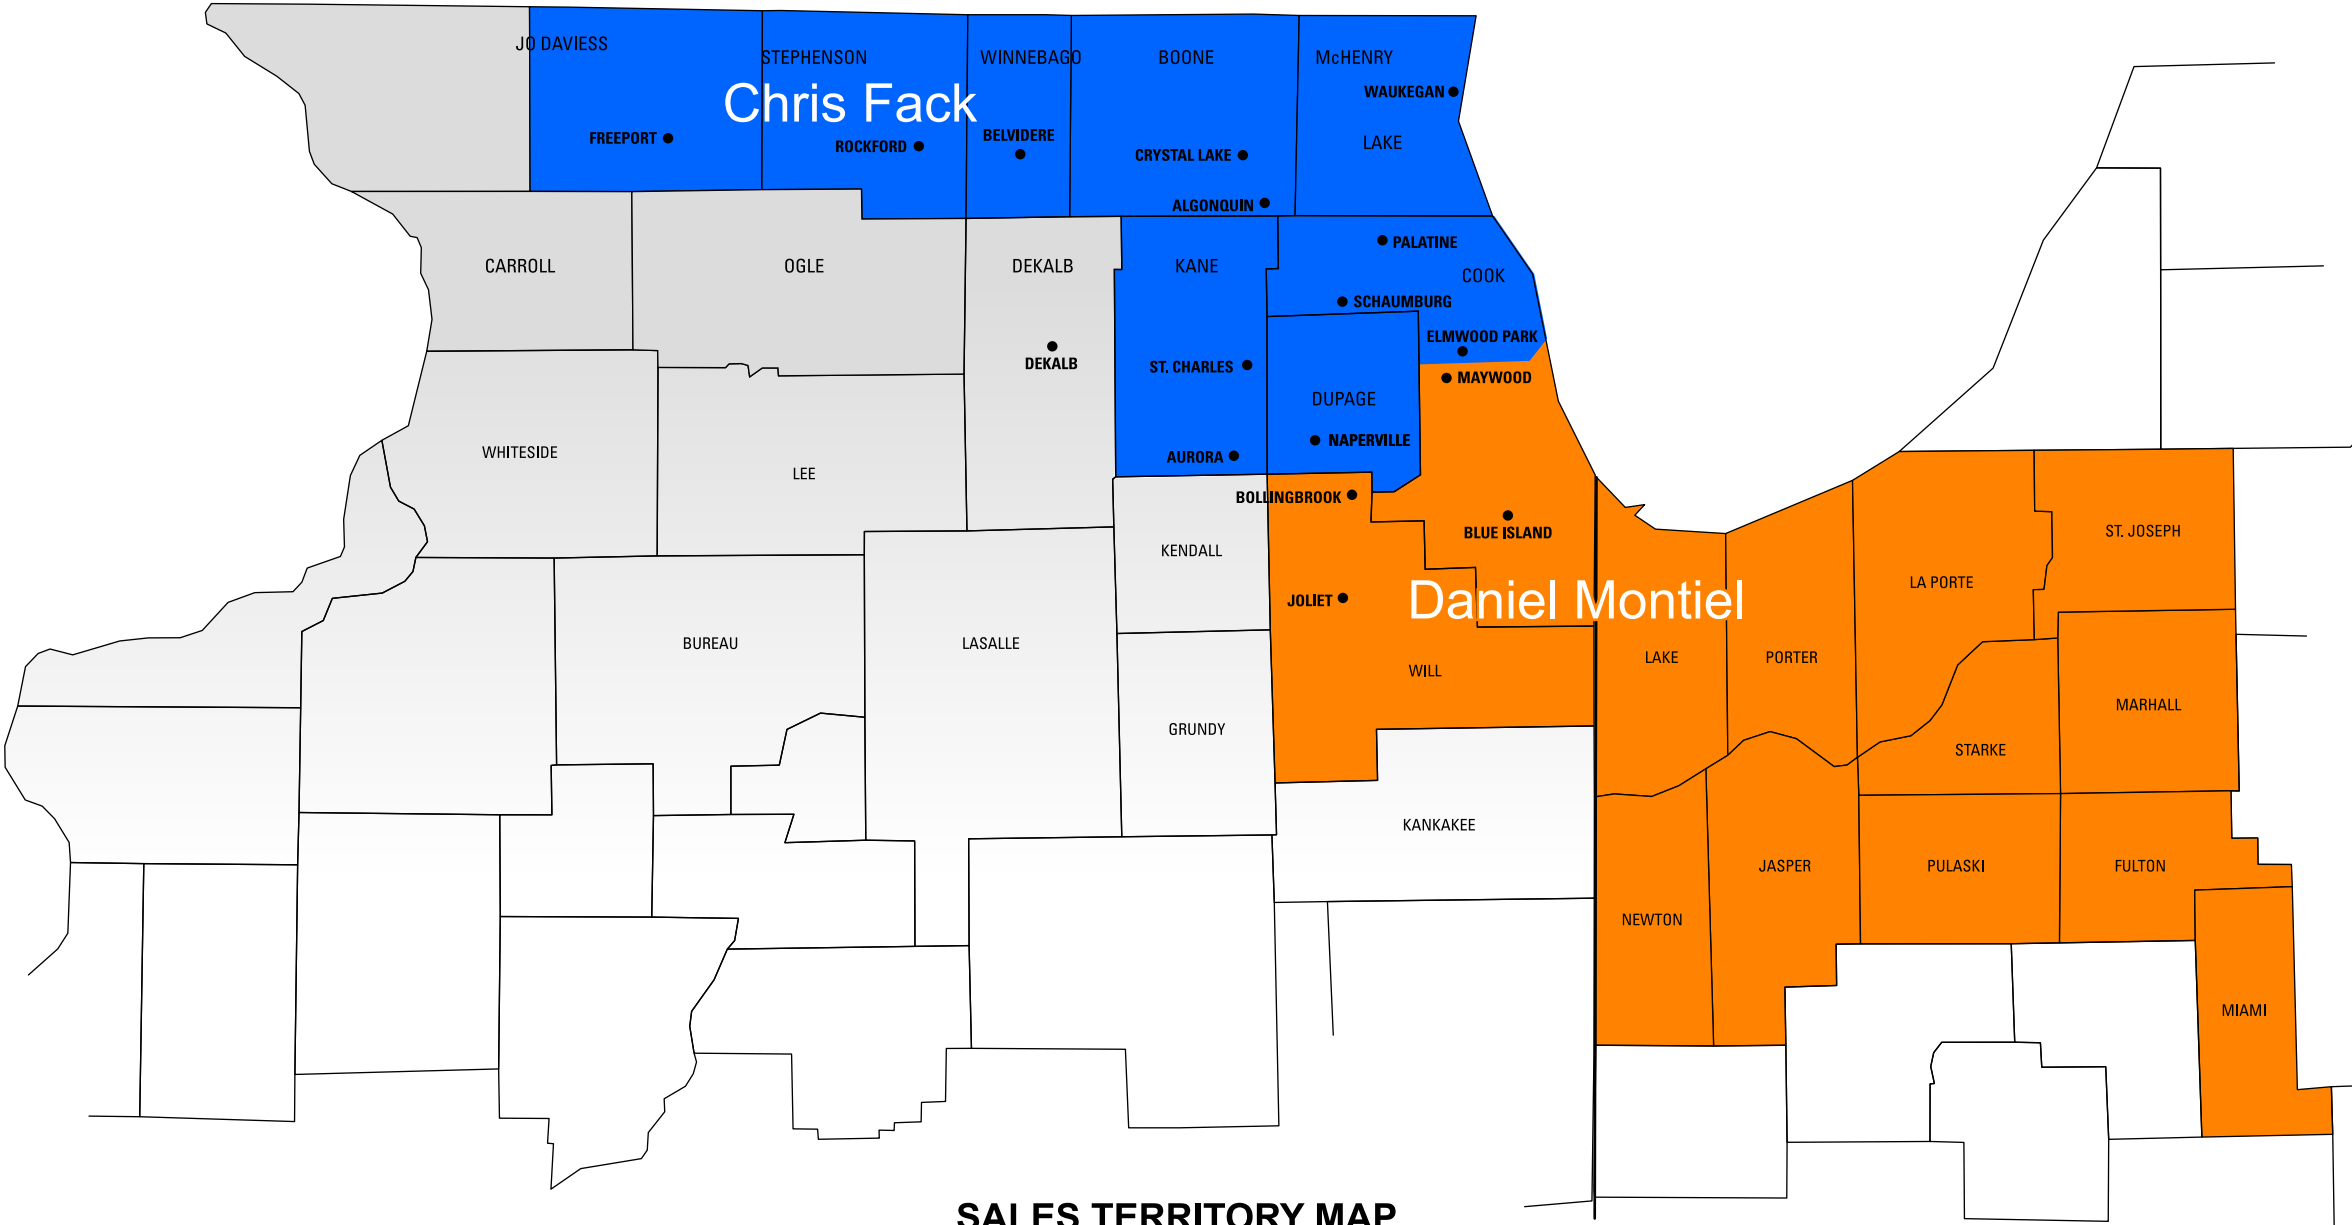 JO DAVIESS
STEPHENSON
WINNEBAGO
BOONE
McHENRY
WAUKEGAN
Chris Fack
FREEPORT
ROCKFORD
BELVIDERE
CRYSTAL LAKE
LAKE
ALGONQUIN
PALATINE
CARROLL
OGLE
DEKALB
KANE
COOK
SCHAUMBURG
ELMWOOD PARK
DEKALB
ST. CHARLES
MAYWOOD
DUPAGE
WHITESIDE
LEE
AURORA
NAPERVILLE
BOLLINGBROOK
BLUE ISLAND
ST. JOSEPH
KENDALL
LA PORTE
JOLIET
Daniel Montiel
BUREAU
LASALLE
WILL
LAKE
PORTER
MARHALL
GRUNDY
STARKE
KANKAKEE
JASPER
PULASKI
FULTON
NEWTON
MIAMI
SALES TERRITORY MAP